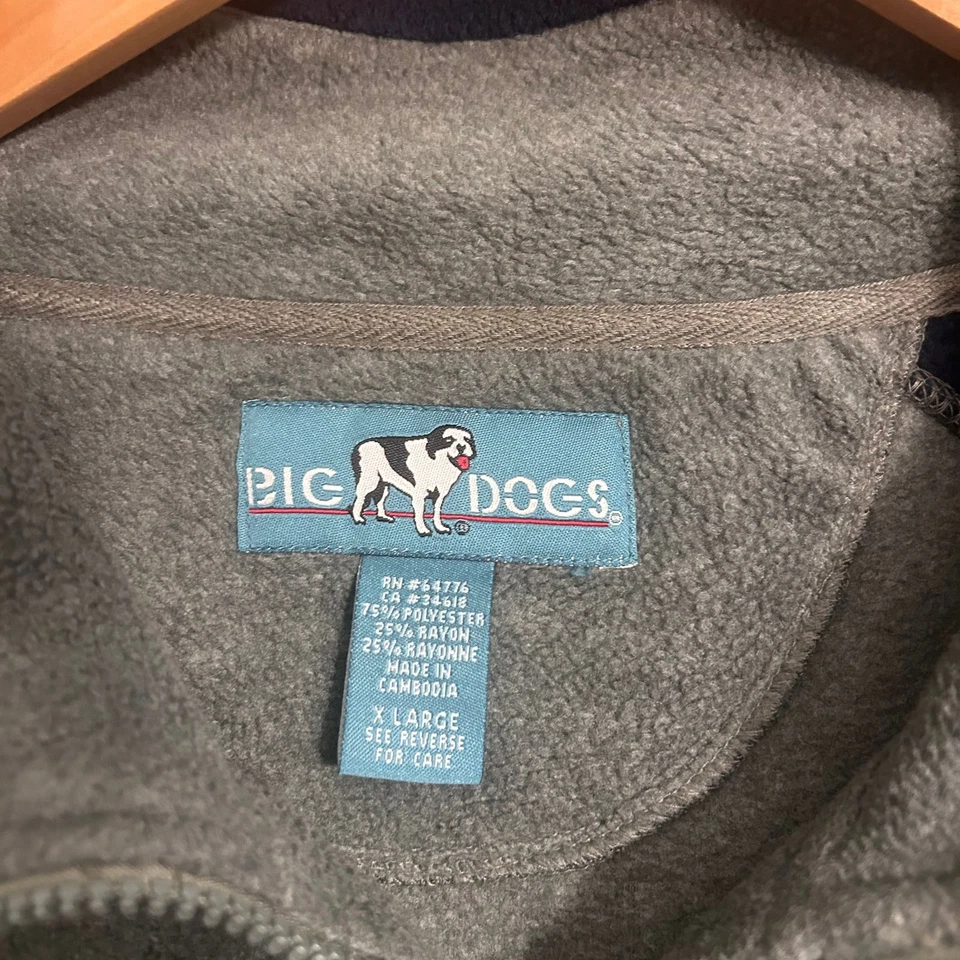 BIG DOGS®
®
RN #64776
CA #34618
75% POLYESTER
25% RAYON
25% RAYONNE
MADE IN
CAMBODIA
X LARGE
SEE REVERSE
FOR CARE